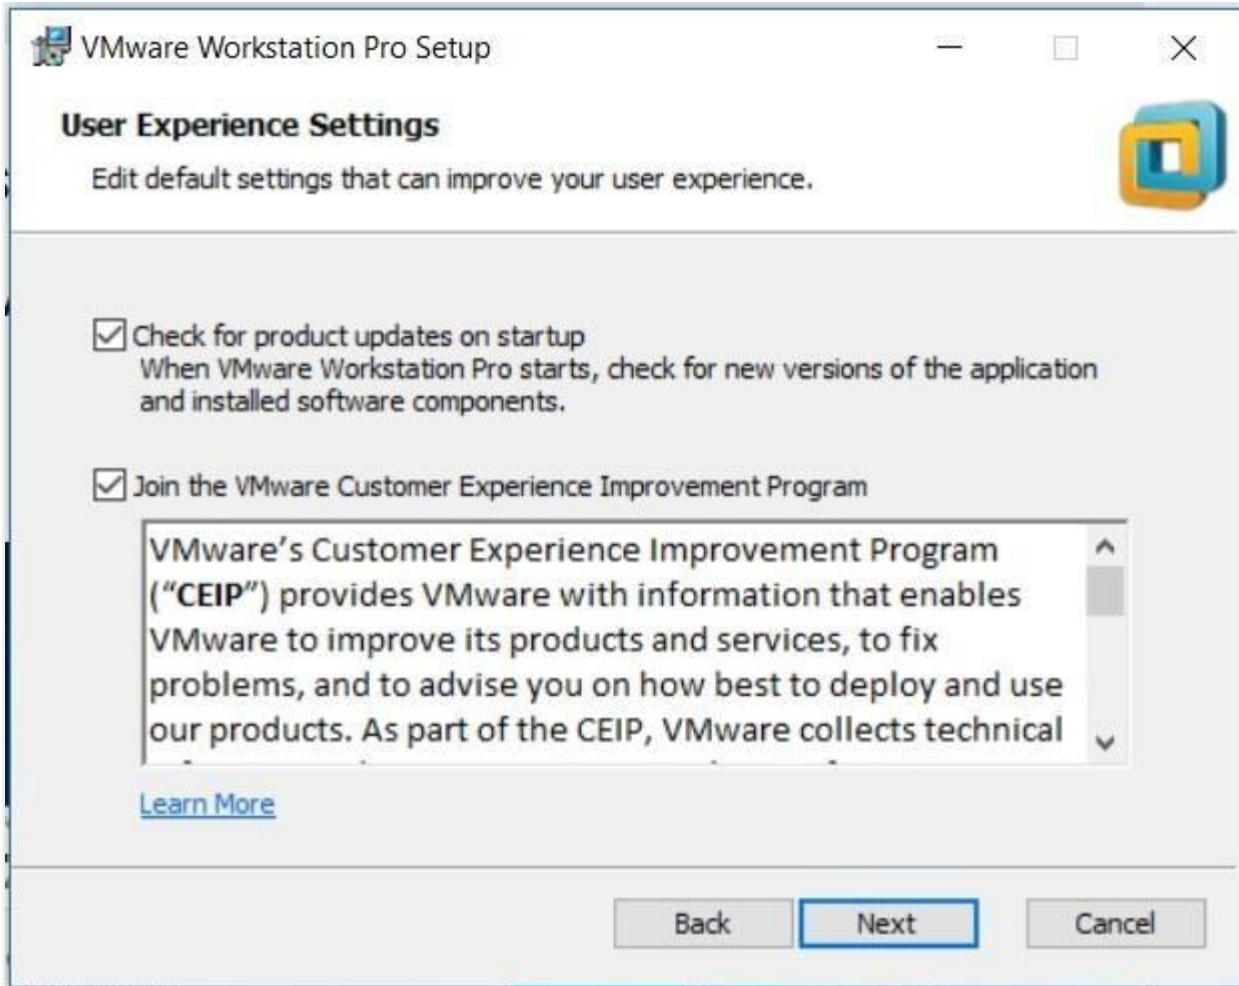 VMware Workstation Pro Setup
User Experience Settings
Edit default settings that can improve your user experience.
Check for product updates on startup
When VMware Workstation Pro starts, check for new versions of the application
and installed software components.
Join the VMware Customer Experience Improvement Program
VMware’s Customer Experience Improvement Program
(“CEIP”) provides VMware with information that enables
VMware to improve its products and services, to fix
problems, and to advise you on how best to deploy and use
our products. As part of the CEIP, VMware collects technical
Learn More
Back
Next
Cancel